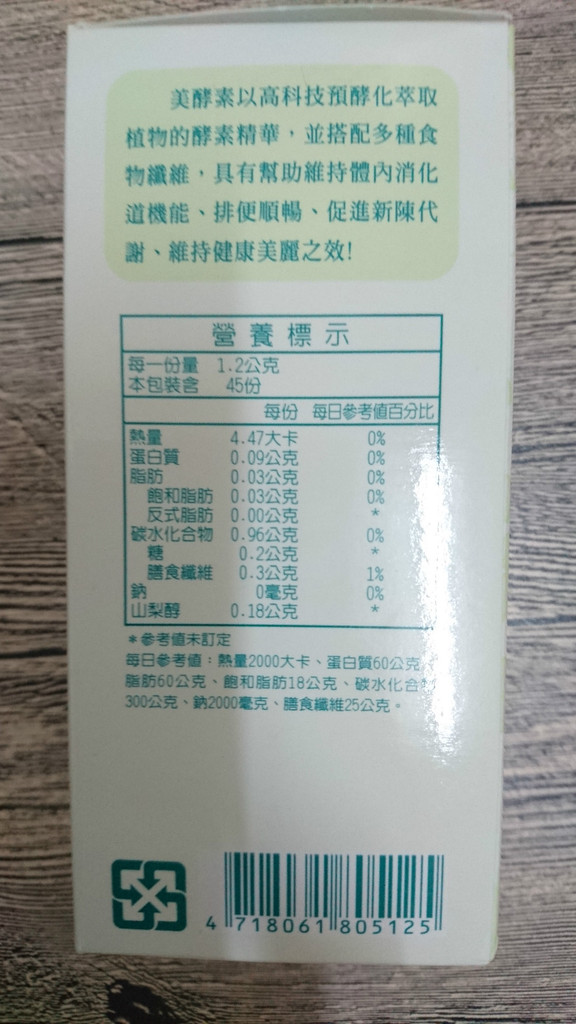 美酵素以高科技預酵化萃取
植物的酵素精華，並搭配多種食
物纖維，具有幫助維持體內消化
道機能、排便順暢、促進新陳代
謝、維持健康美麗之效!
營養標示
每一份量 1.2公克
本包裝含 45份
每份 每日參考值百分比
熱量 4.47大卡 0%
蛋白質 0.09公克 0%
脂肪 0.03公克 0%
飽和脂肪 0.03公克 0%
反式脂肪 0.00公克 *
碳水化合物 0.96公克 0%
糖 0.2公克 *
膳食纖維 0.3公克 1%
鈉 0毫克 0%
山梨醇 0.18公克 *
*參考值未訂定
每日參考值：熱量2000大卡、蛋白質60公克
脂肪60公克、飽和脂肪18公克、碳水化合物
300公克、鈉2000毫克、膳食纖維25公克。
4 718061 805125